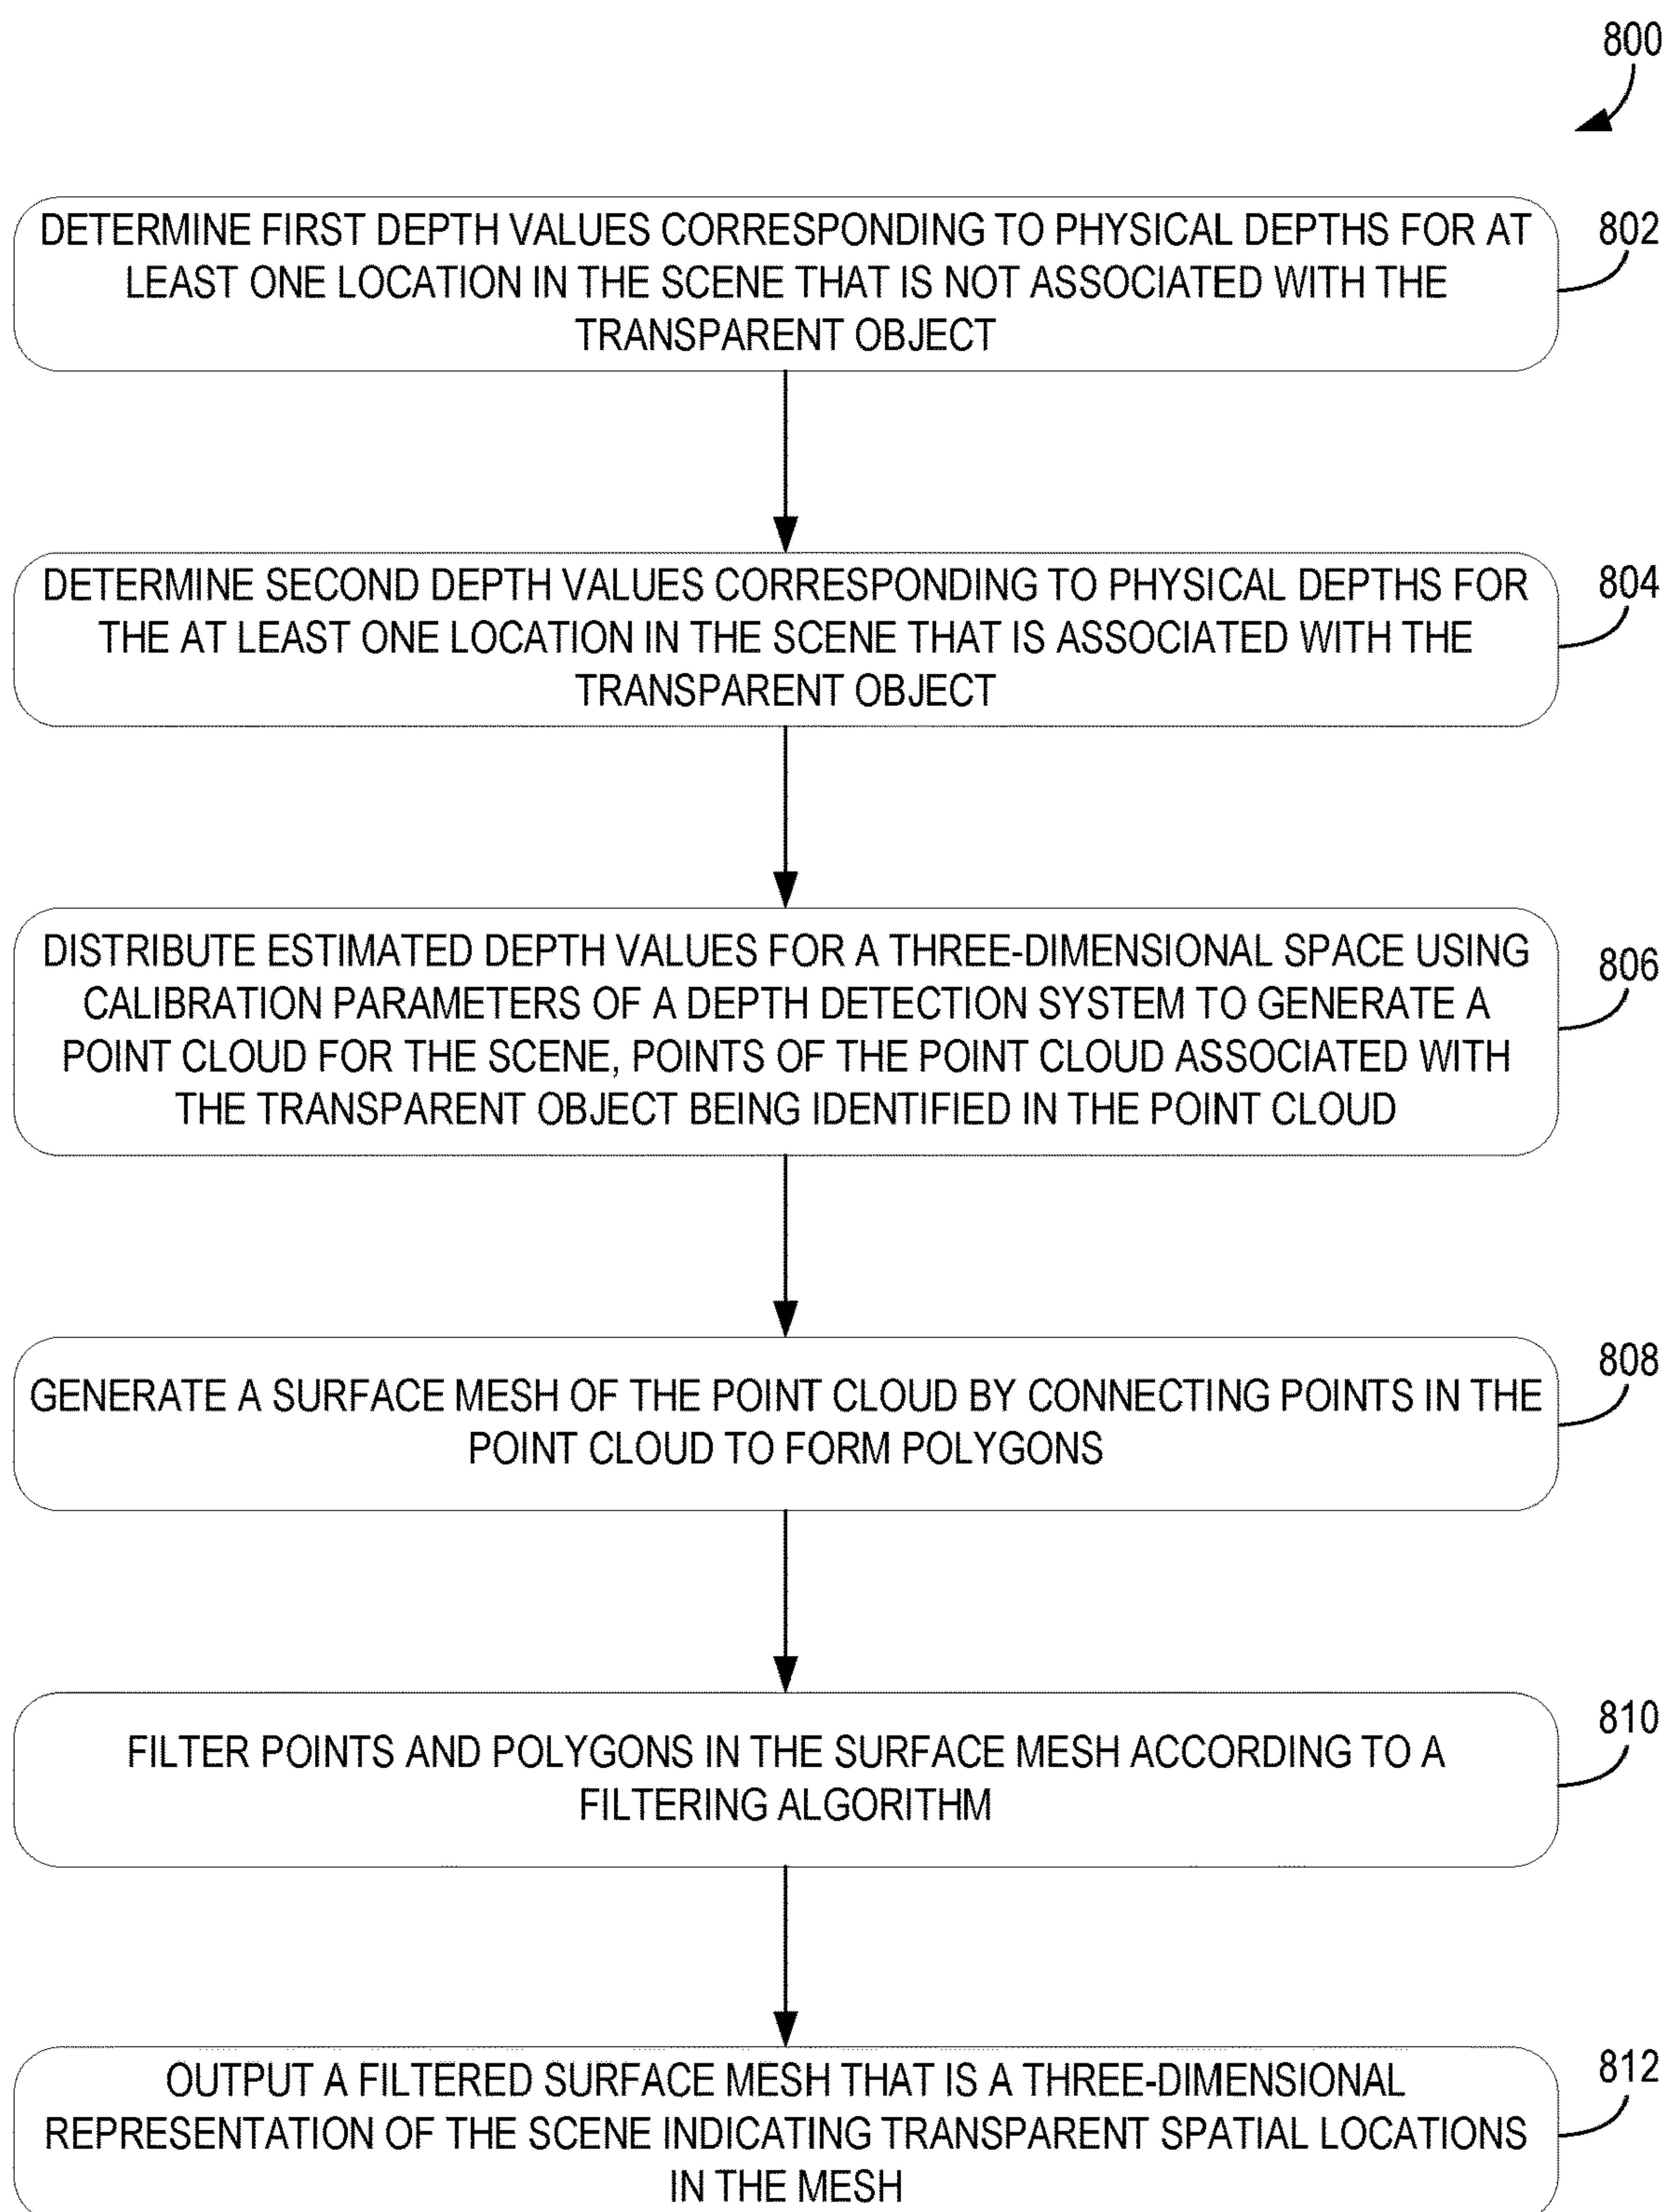 800
DETERMINE FIRST DEPTH VALUES CORRESPONDING TO PHYSICAL DEPTHS FOR AT
LEAST ONE LOCATION IN THE SCENE THAT IS NOT ASSOCIATED WITH THE
TRANSPARENT OBJECT
802
DETERMINE SECOND DEPTH VALUES CORRESPONDING TO PHYSICAL DEPTHS FOR
THE AT LEAST ONE LOCATION IN THE SCENE THAT IS ASSOCIATED WITH THE
TRANSPARENT OBJECT
804
DISTRIBUTE ESTIMATED DEPTH VALUES FOR A THREE-DIMENSIONAL SPACE USING
CALIBRATION PARAMETERS OF A DEPTH DETECTION SYSTEM TO GENERATE A
POINT CLOUD FOR THE SCENE, POINTS OF THE POINT CLOUD ASSOCIATED WITH
THE TRANSPARENT OBJECT BEING IDENTIFIED IN THE POINT CLOUD
806
GENERATE A SURFACE MESH OF THE POINT CLOUD BY CONNECTING POINTS IN THE
POINT CLOUD TO FORM POLYGONS
808
FILTER POINTS AND POLYGONS IN THE SURFACE MESH ACCORDING TO A
FILTERING ALGORITHM
810
OUTPUT A FILTERED SURFACE MESH THAT IS A THREE-DIMENSIONAL
REPRESENTATION OF THE SCENE INDICATING TRANSPARENT SPATIAL LOCATIONS
IN THE MESH
812